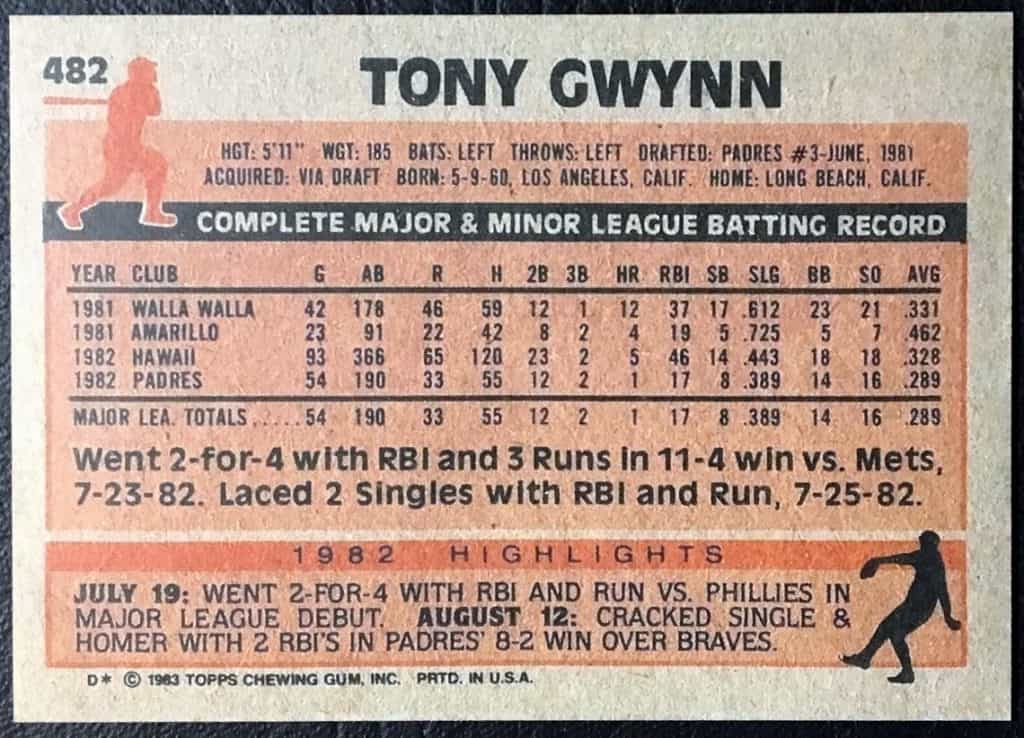 482
TONY GWYNN
HGT: 5'11" WGT: 185 BATS: LEFT THROWS: LEFT DRAFTED: PADRES #3-JUNE, 1981
ACQUIRED: VIA DRAFT BORN: 5-9-60, LOS ANGELES, CALIF. HOME: LONG BEACH, CALIF.
COMPLETE MAJOR & MINOR LEAGUE BATTING RECORD
YEAR CLUB G AB R H 2B 3B HR RBI SB SLG BB SO AVG
1981 WALLA WALLA 42 178 46 59 12 1 12 37 17 .612 23 21 .331
1981 AMARILLO 23 91 22 42 8 2 4 19 5 .725 5 7 .462
1982 HAWAII 93 366 65 120 23 2 5 46 14 .443 18 18 .328
1982 PADRES 54 190 33 55 12 2 1 17 8 .389 14 16 .289
MAJOR LEA. TOTALS ..... 54 190 33 55 12 2 1 17 8 .389 14 16 .289
Went 2-for-4 with RBI and 3 Runs in 11-4 win vs. Mets,
7-23-82. Laced 2 Singles with RBI and Run, 7-25-82.
1982 HIGHLIGHTS
JULY 19: WENT 2-FOR-4 WITH RBI AND RUN VS. PHILLIES IN
MAJOR LEAGUE DEBUT. AUGUST 12: CRACKED SINGLE &
HOMER WITH 2 RBI'S IN PADRES' 8-2 WIN OVER BRAVES.
D* © 1983 TOPPS CHEWING GUM, INC. PRTD. IN U.S.A.